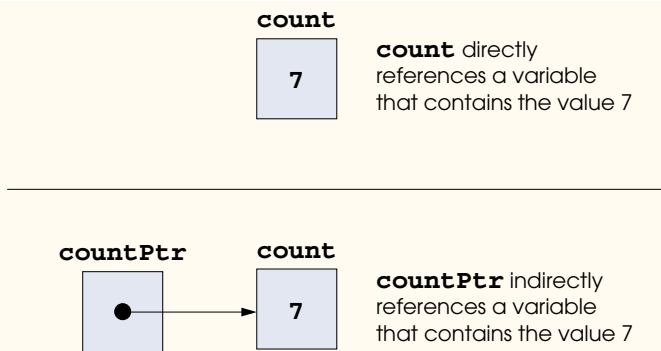 count
7
count directly
references a variable
that contains the value 7
countPtr
count
7
countPtr indirectly
references a variable
that contains the value 7